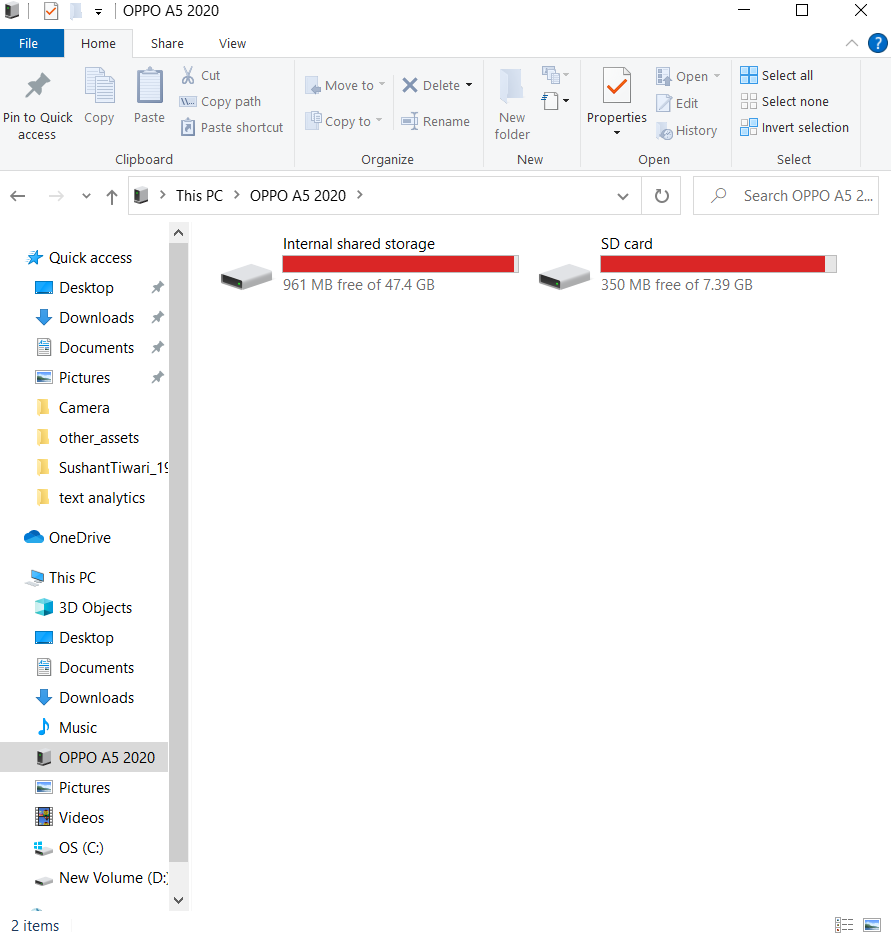 OPPO A5 2020
File Home Share View
?
Pin to Quick access
Copy
Paste
Cut
Copy path
Paste shortcut
Clipboard
Move to
Copy to
Delete
Rename
Organize
New folder
New
Properties
Open
Edit
History
Open
Select all
Select none
Invert selection
Select
This PC > OPPO A5 2020 >
Search OPPO A5 2...
Quick access
Desktop
Downloads
Documents
Pictures
Camera
other_assets
SushantTiwari_19
text analytics
OneDrive
This PC
3D Objects
Desktop
Documents
Downloads
Music
OPPO A5 2020
Pictures
Videos
OS (C:)
New Volume (D:)
Internal shared storage
961 MB free of 47.4 GB
SD card
350 MB free of 7.39 GB
2 items